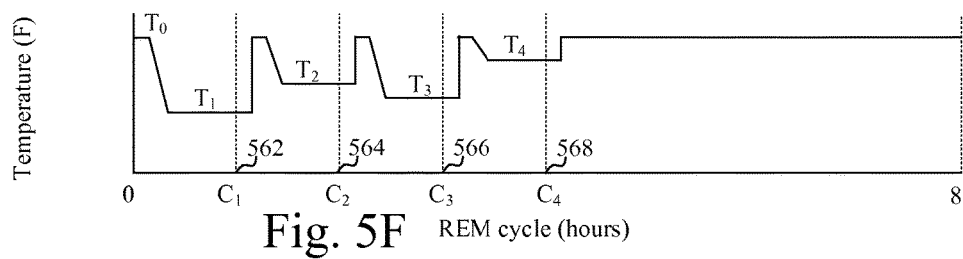 Temperature (F)
T₀
T₁
T₂
T₃
T₄
562
564
566
568
0
C₁
C₂
C₃
C₄
8
Fig. 5F
REM cycle (hours)